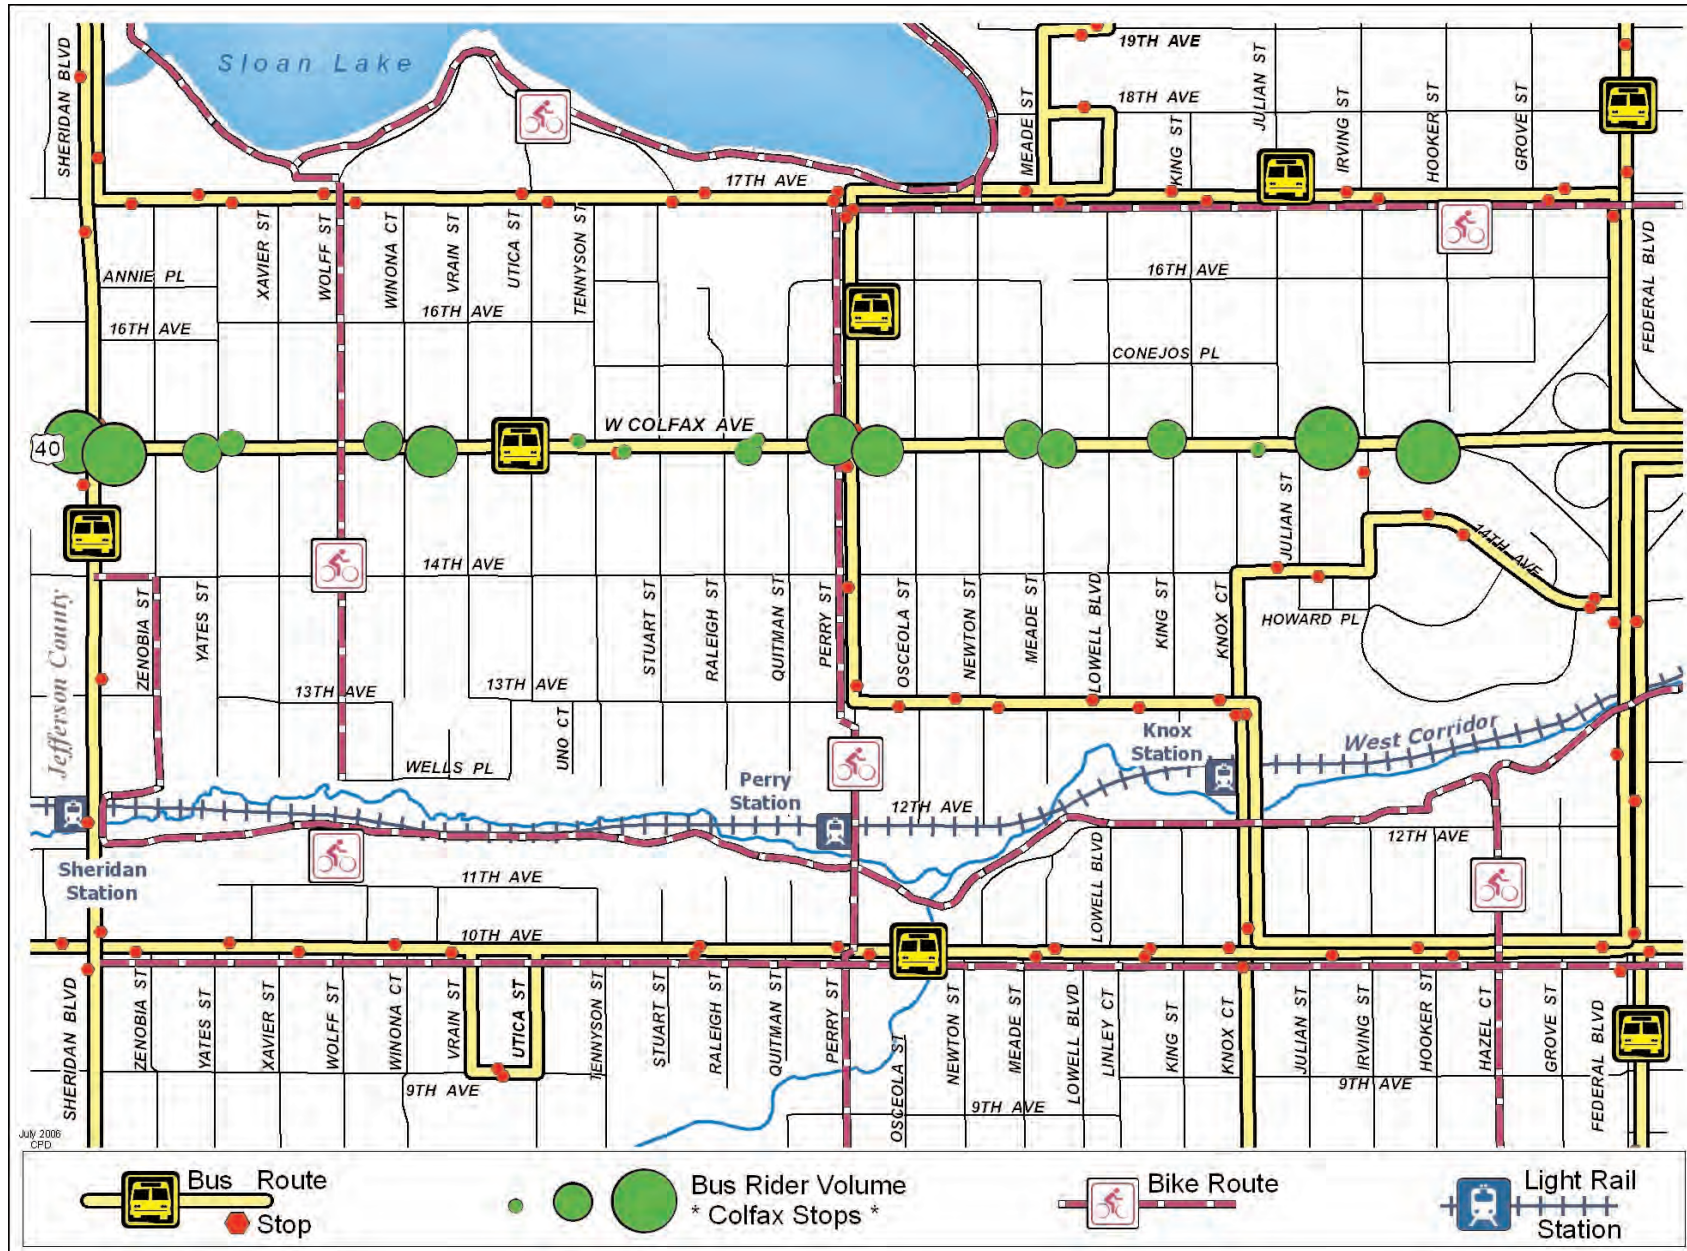 Sloan Lake
SHERIDAN BLVD
19TH AVE
18TH AVE
MEADE ST
KING ST
JULIAN ST
IRVING ST
HOOKER ST
GROVE ST
17TH AVE
XAVIER ST
WOLFF ST
WINONA CT
VRAIN ST
UTICA ST
TENNYSON ST
FEDERAL BLVD
ANNIE PL
16TH AVE
16TH AVE
16TH AVE
CONEJOS PL
W COLFAX AVE
40
JULIAN ST
14TH AVE
14TH AVE
Jefferson County
ZENOBIA ST
YATES ST
STUART ST
RALEIGH ST
QUITMAN ST
PERRY ST
OSCEOLA ST
NEWTON ST
MEADE ST
LOWELL BLVD
KING ST
KNOX CT
HOWARD PL
13TH AVE
13TH AVE
UNO CT
WELLS PL
Knox
Station
West Corridor
Perry
Station
12TH AVE
12TH AVE
Sheridan
Station
11TH AVE
LOWELL BLVD
10TH AVE
SHERIDAN BLVD
ZENOBIA ST
YATES ST
XAVIER ST
WOLFF ST
WINONA CT
VRAIN ST
UTICA ST
TENNYSON ST
STUART ST
RALEIGH ST
QUITMAN ST
PERRY ST
OSCEOLA ST
NEWTON ST
MEADE ST
LOWELL BLVD
LINLEY CT
KING ST
KNOX CT
JULIAN ST
IRVING ST
HOOKER ST
HAZEL CT
GROVE ST
FEDERAL BLVD
9TH AVE
9TH AVE
9TH AVE
July 2006
CPD
Bus Route
Stop
Bus Rider Volume
* Colfax Stops *
Bike Route
Light Rail
Station